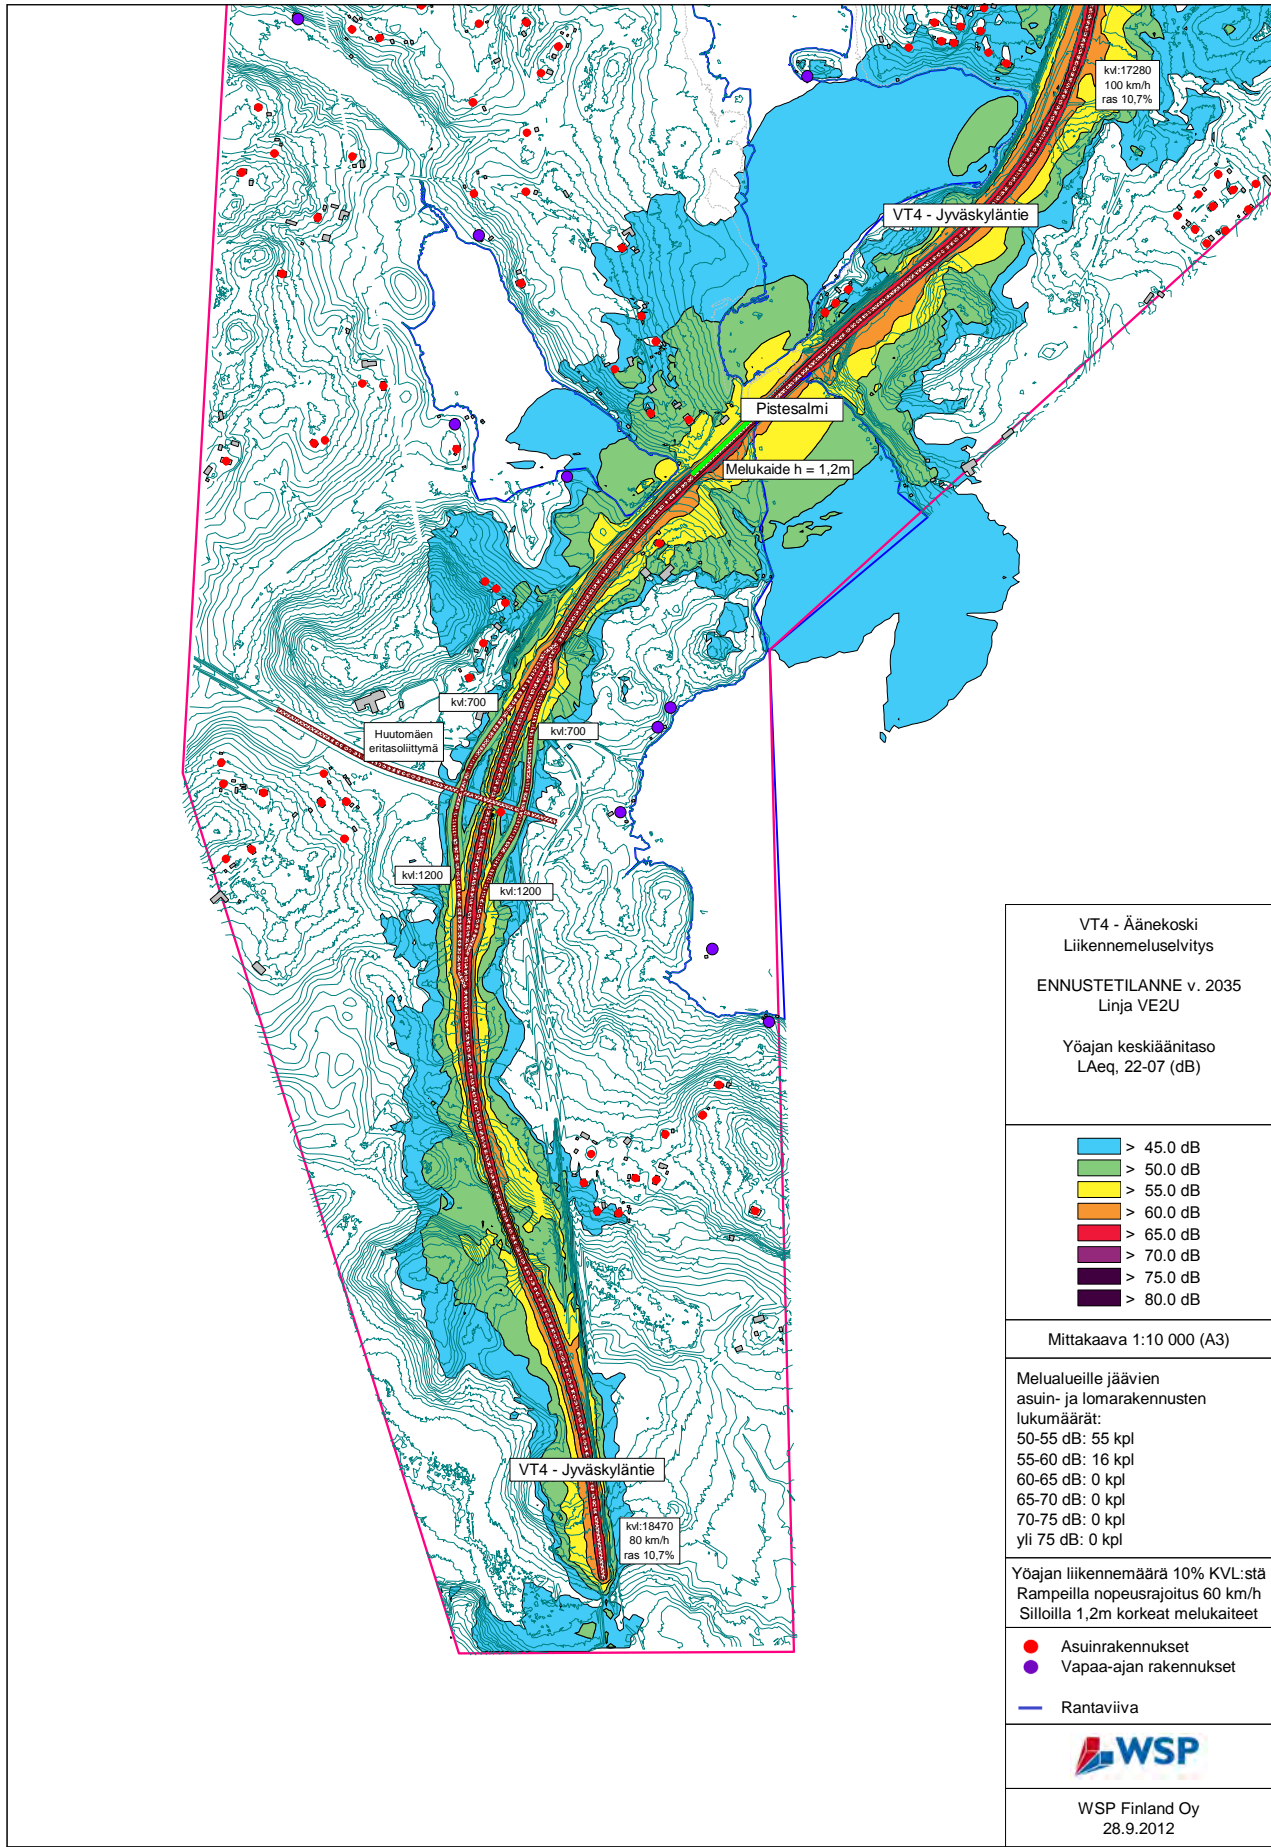 kvl:17280
100 km/h
ras 10,7%
VT4 - Jyväskyläntie
Pistesalmi
Melukaide h = 1,2m
kvl:700
Huutomäen
eritasoliittymä
kvl:700
kvl:1200
kvl:1200
VT4 - Jyväskyläntie
kvl:18470
80 km/h
ras 10,7%
VT4 - Äänekoski
Liikennemeluselvitys
ENNUSTETILANNE v. 2035
Linja VE2U
Yöajan keskiäänitaso
LAeq, 22-07 (dB)
> 45.0 dB
> 50.0 dB
> 55.0 dB
> 60.0 dB
> 65.0 dB
> 70.0 dB
> 75.0 dB
> 80.0 dB
Mittakaava 1:10 000 (A3)
Melualueille jäävien
asuin- ja lomarakennusten
lukumäärät:
50-55 dB: 55 kpl
55-60 dB: 16 kpl
60-65 dB: 0 kpl
65-70 dB: 0 kpl
70-75 dB: 0 kpl
yli 75 dB: 0 kpl
Yöajan liikennemäärä 10% KVL:stä
Rampeilla nopeusrajoitus 60 km/h
Silloilla 1,2m korkeat melukaiteet
Asuinrakennukset
Vapaa-ajan rakennukset
Rantaviiva
WSP
WSP Finland Oy
28.9.2012